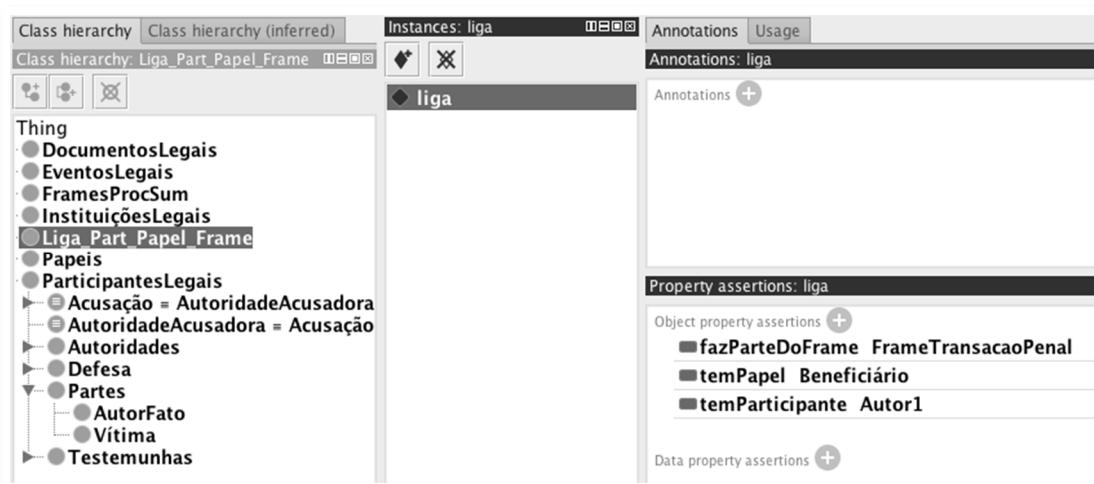 Class hierarchy Class hierarchy (inferred)
Class hierarchy: Liga_Part_Papel_Frame
Thing
DocumentosLegais
EventosLegais
FramesProcSum
InstituiçõesLegais
Liga_Part_Papel_Frame
Papeis
ParticipantesLegais
Acusação = AutoridadeAcusadora
AutoridadeAcusadora = Acusação
Autoridades
Defesa
Partes
AutorFato
Vítima
Testemunhas
Instances: liga
liga
Annotations Usage
Annotations: liga
Annotations
Property assertions: liga
Object property assertions
fazParteDoFrame FrameTransacaoPenal
temPapel Beneficiário
temParticipante Autor1
Data property assertions